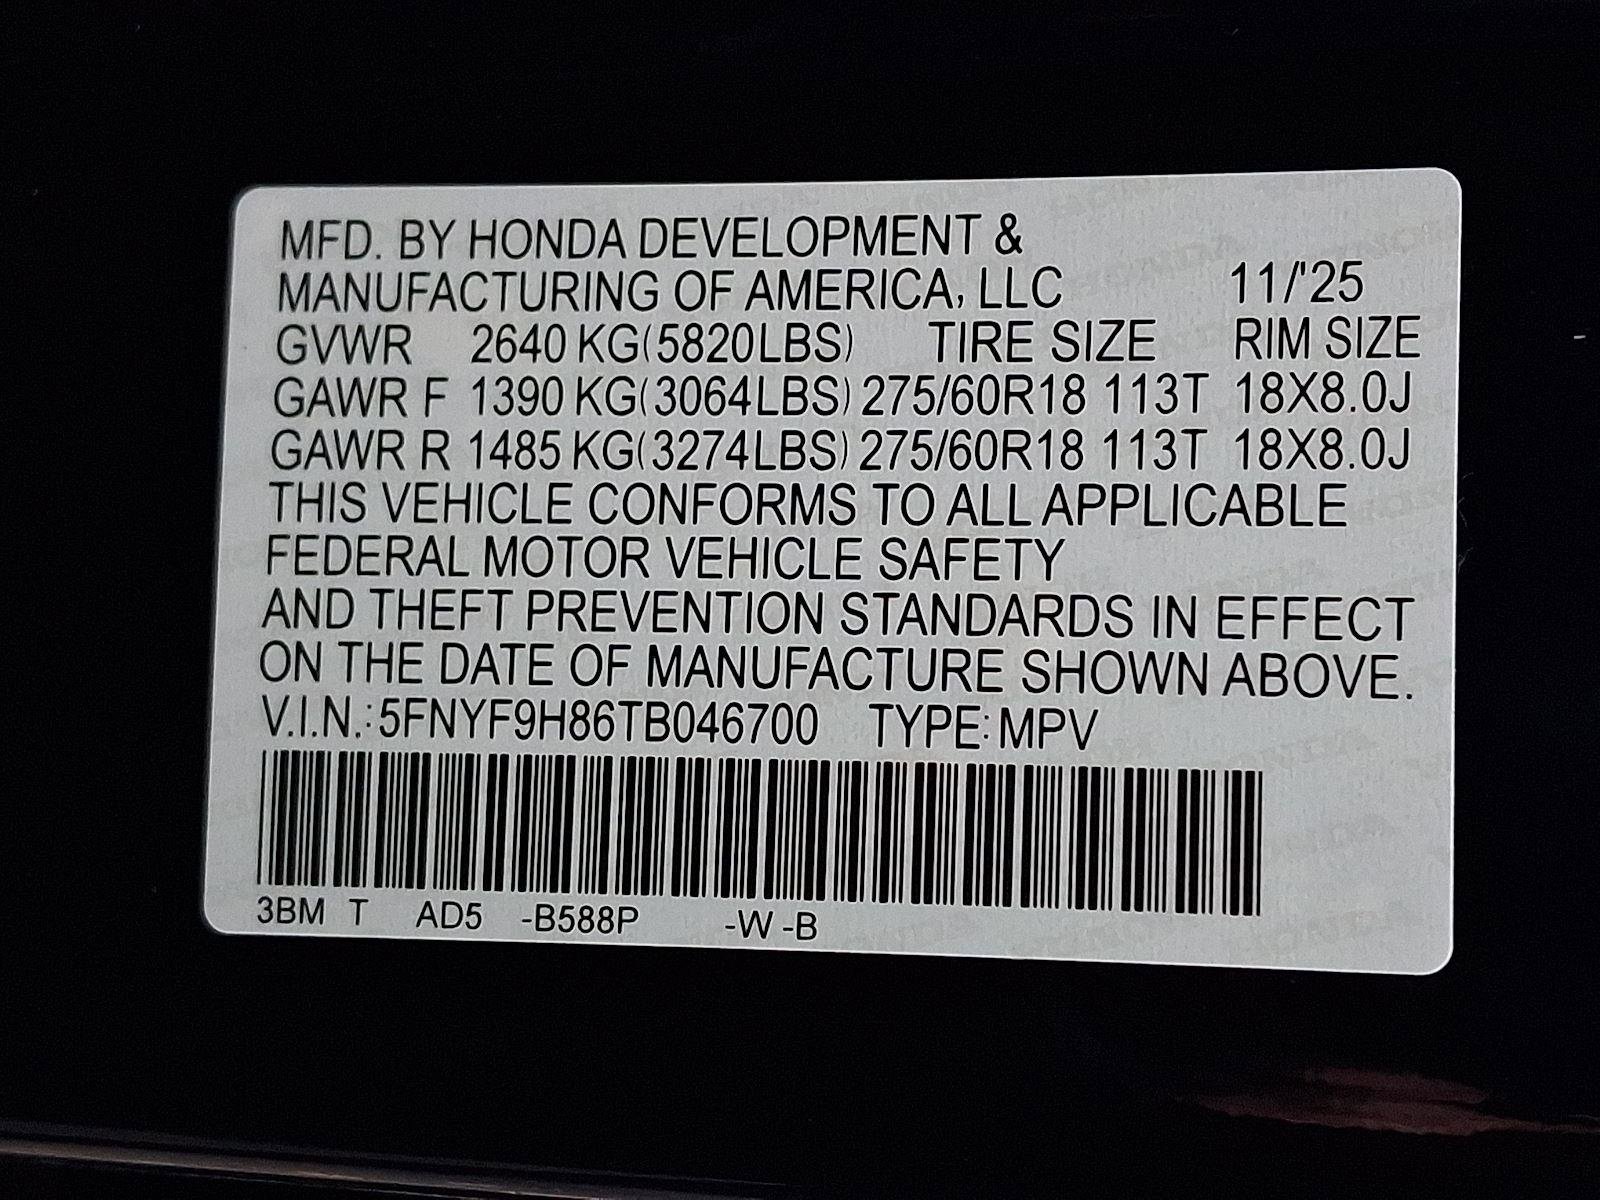 MFD. BY HONDA DEVELOPMENT &
MANUFACTURING OF AMERICA, LLC 11/'25
GVWR 2640 KG(5820LBS) TIRE SIZE RIM SIZE
GAWR F 1390 KG(3064LBS) 275/60R18 113T 18X8.0J
GAWR R 1485 KG(3274LBS) 275/60R18 113T 18X8.0J
THIS VEHICLE CONFORMS TO ALL APPLICABLE
FEDERAL MOTOR VEHICLE SAFETY
AND THEFT PREVENTION STANDARDS IN EFFECT
ON THE DATE OF MANUFACTURE SHOWN ABOVE.
V.I.N.:5FNYF9H86TB046700 TYPE:MPV
3BM T AD5 -B588P -W -B